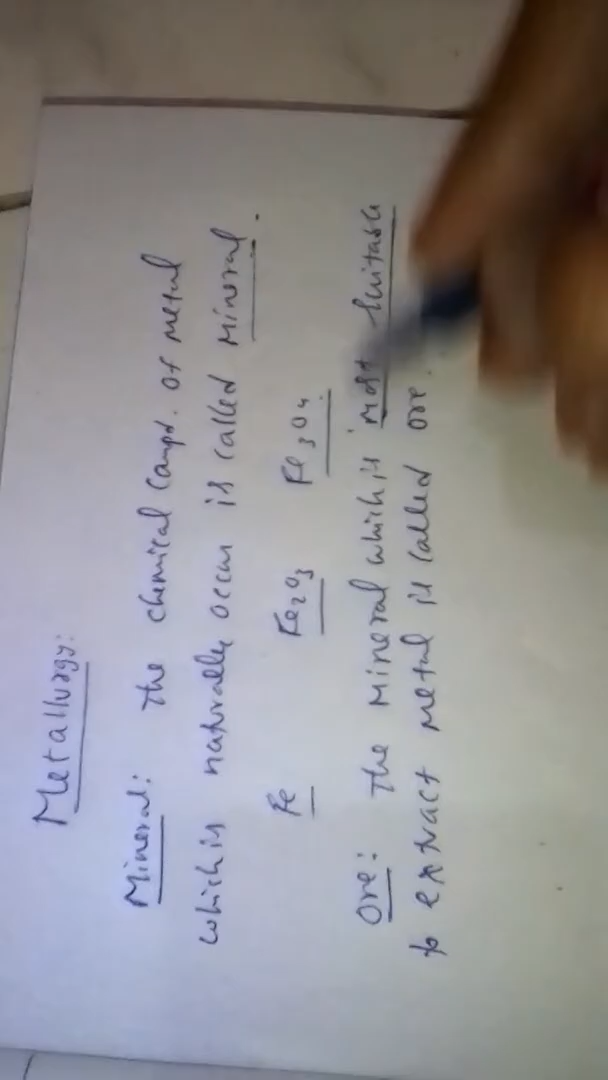 Metallurgy:
Mineral: The chemical Compd. of metal
which is naturally occur is called Mineral.
Fe Fe2O3 Fe3O4.
Ore: The Mineral which is most suitable
to extract metal is called ore.